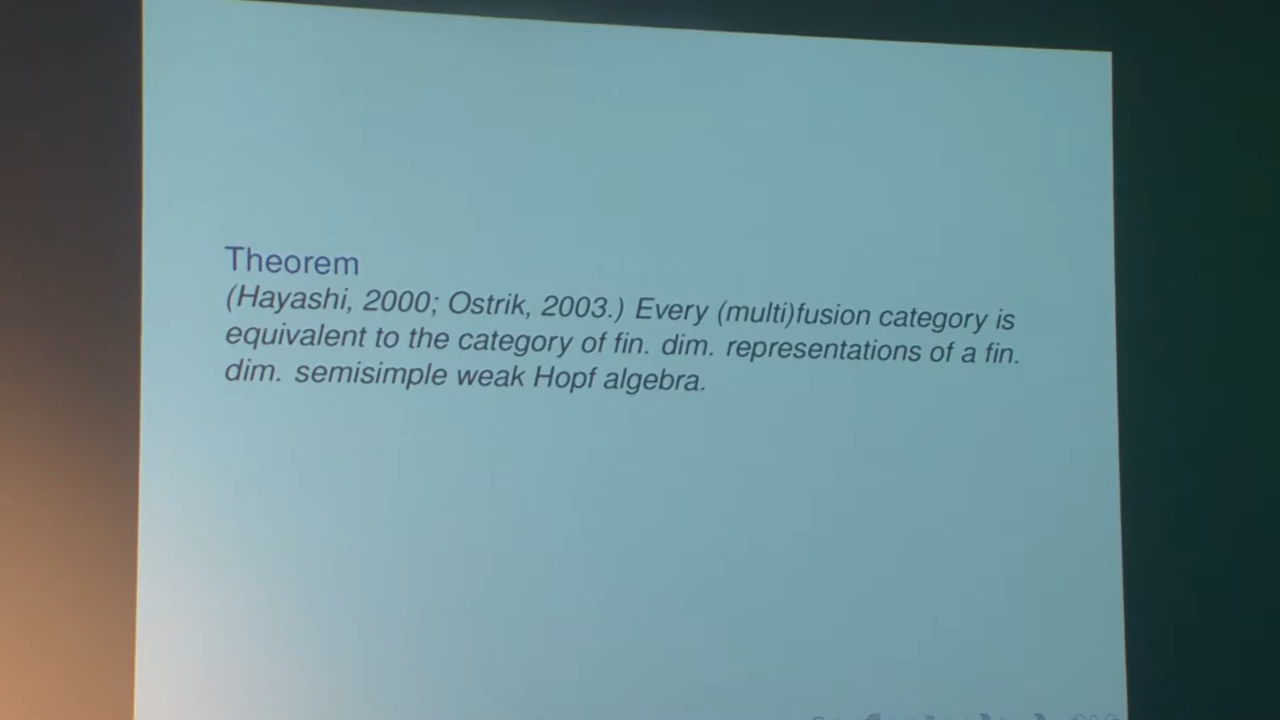 Theorem
(Hayashi, 2000; Ostrik, 2003.) Every (multi)fusion category is
equivalent to the category of fin. dim. representations of a fin.
dim. semisimple weak Hopf algebra.